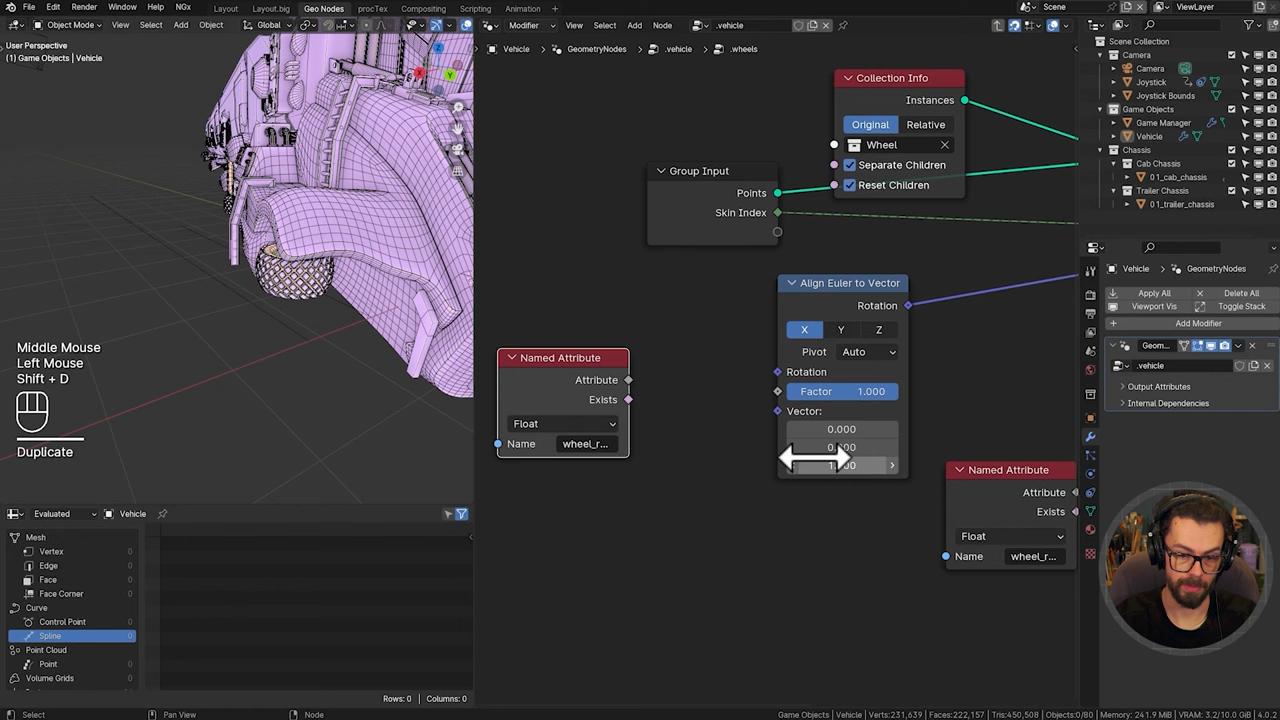 File Edit Render Window Help NGx Layout Layout.bg Geo Nodes procTex Compositing Scripting Animation Scene ViewLayer
Object Mode View Select Add Object Global Modifier View Select Add Node .vehicle
User Perspective
(1) Game Objects | Vehicle
Vehicle GeometryNodes .vehicle .wheels
X
Y
Z
Middle Mouse
Left Mouse
Shift + D
Duplicate
Collection Info
Instances
Original Relative
Wheel
Separate Children
Reset Children
Group Input
Points
Skin Index
Align Euler to Vector
Rotation
X Y Z
Pivot Auto
Rotation
Factor 1.000
Vector:
0.000
Named Attribute
Attribute
Exists
Float
Name wheel_r...
Named Attribute
Attribute
Exists
Float
Name wheel_r...
Scene Collection
Camera
Camera
Joystick
Joystick Bounds
Game Objects
Game Manager
Vehicle
Chassis
Cab Chassis
01_cab_chassis
Trailer Chassis
01_trailer_chassis
Vehicle GeometryNodes
Apply All Delete All
Viewport Vis Toggle Stack
Add Modifier
Geom...
.vehicle
Output Attributes
Internal Dependencies
Evaluated Vehicle
Mesh
Vertex 0
Edge 0
Face 0
Face Corner 0
Curve
Control Point 0
Spline 0
Point Cloud
Point 0
Volume Grids 0
Rows: 0 Columns: 0
Select Pan View Node Game Objects | Vehicle Verts:231,639 Faces:222,157 Tris:450,508 Objects:0/80 Memory: 241.9 MiB VRAM: 3.2/10.0 GiB 4.0.2